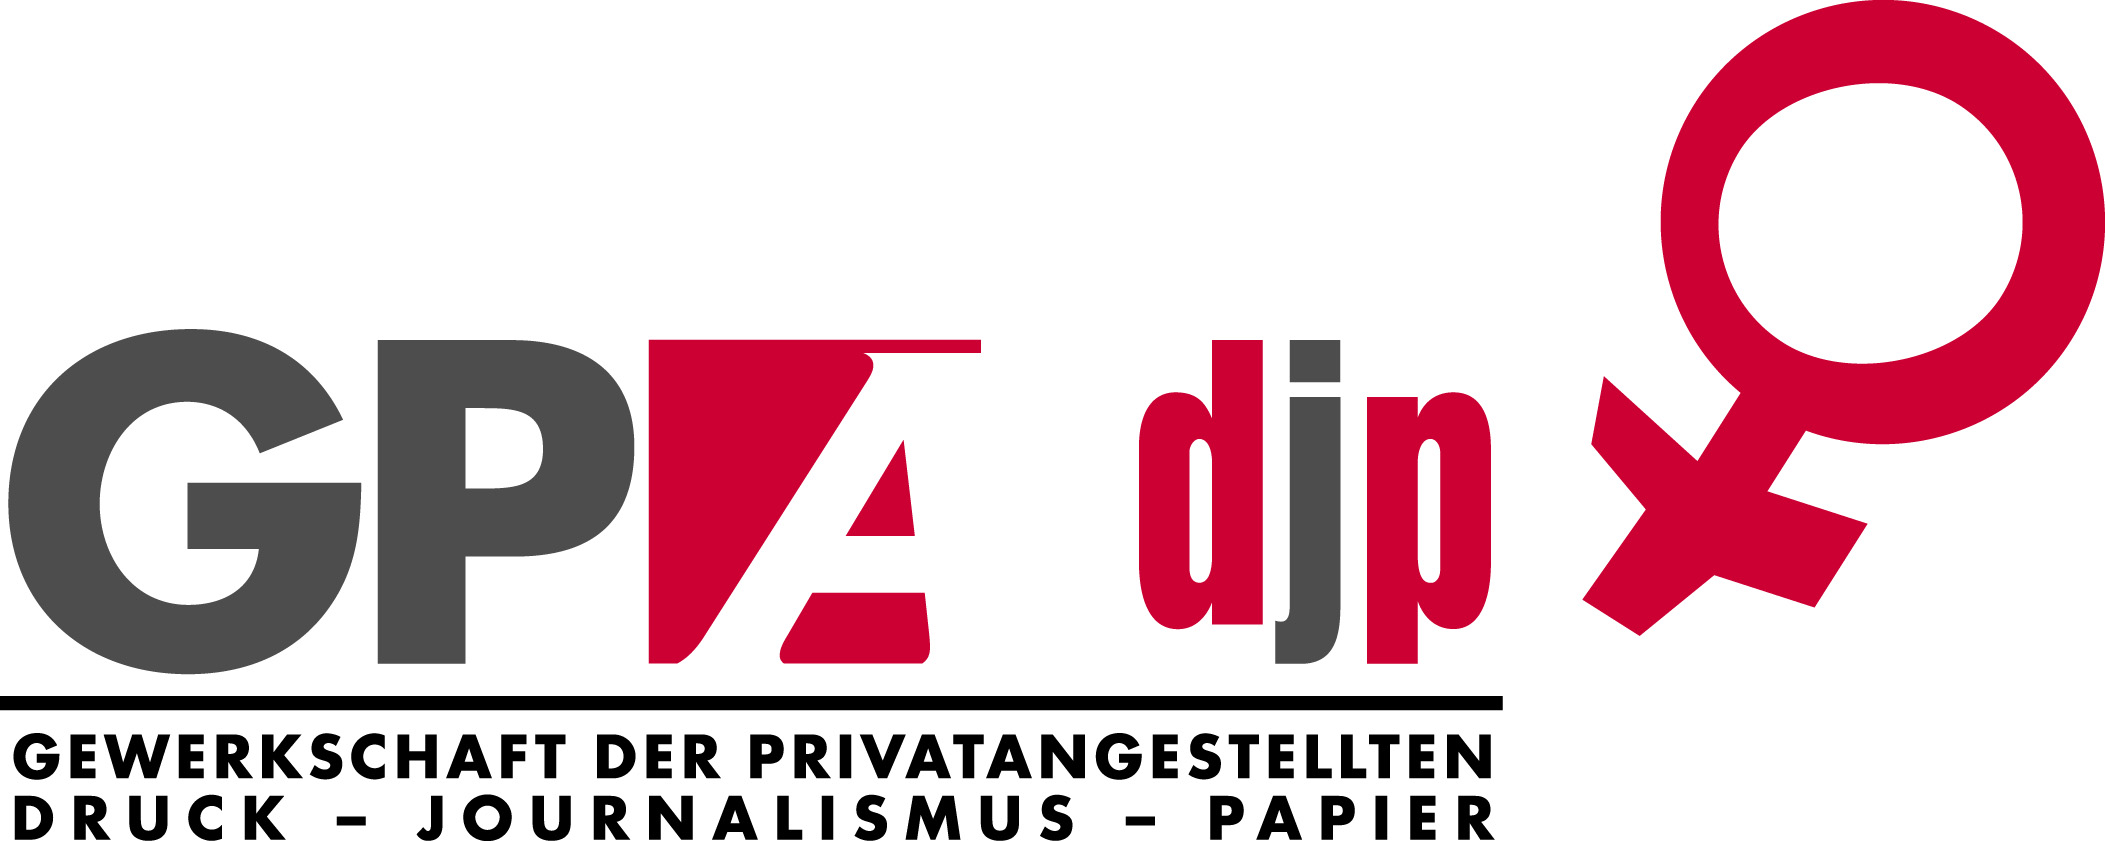 GPA djp
GEWERKSCHAFT DER PRIVATANGESTELLTEN
DRUCK – JOURNALISMUS – PAPIER